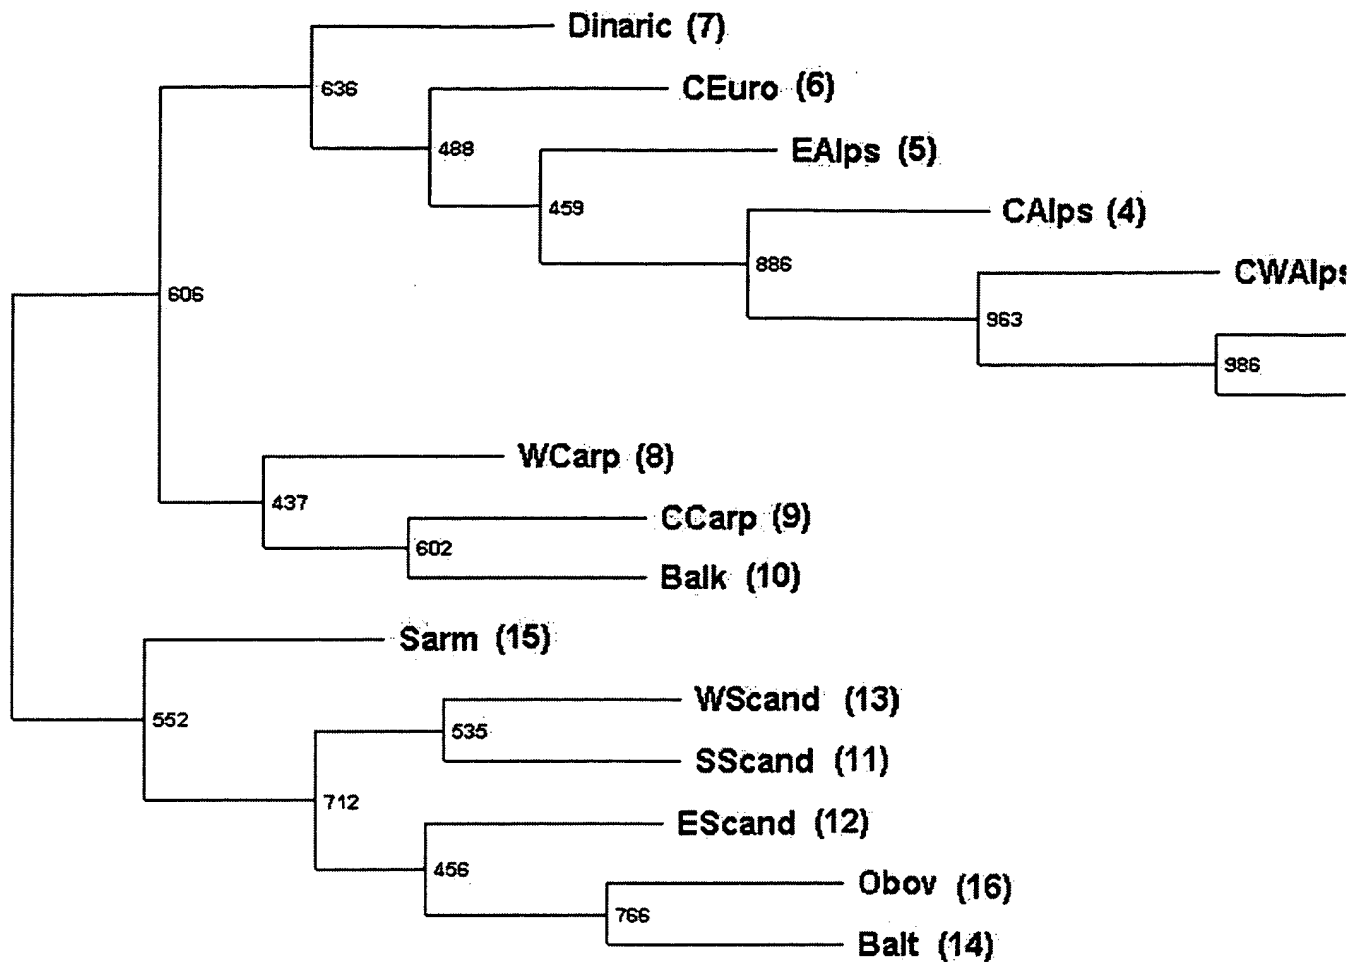 Dinaric (7)
636
CEuro (6)
488
EAlps (5)
459
CAlps (4)
886
CWAlps
963
606
986
WCarp (8)
437
CCarp (9)
602
Balk (10)
Sarm (15)
552
WScand (13)
535
SScand (11)
712
EScand (12)
456
Obov (16)
766
Balt (14)